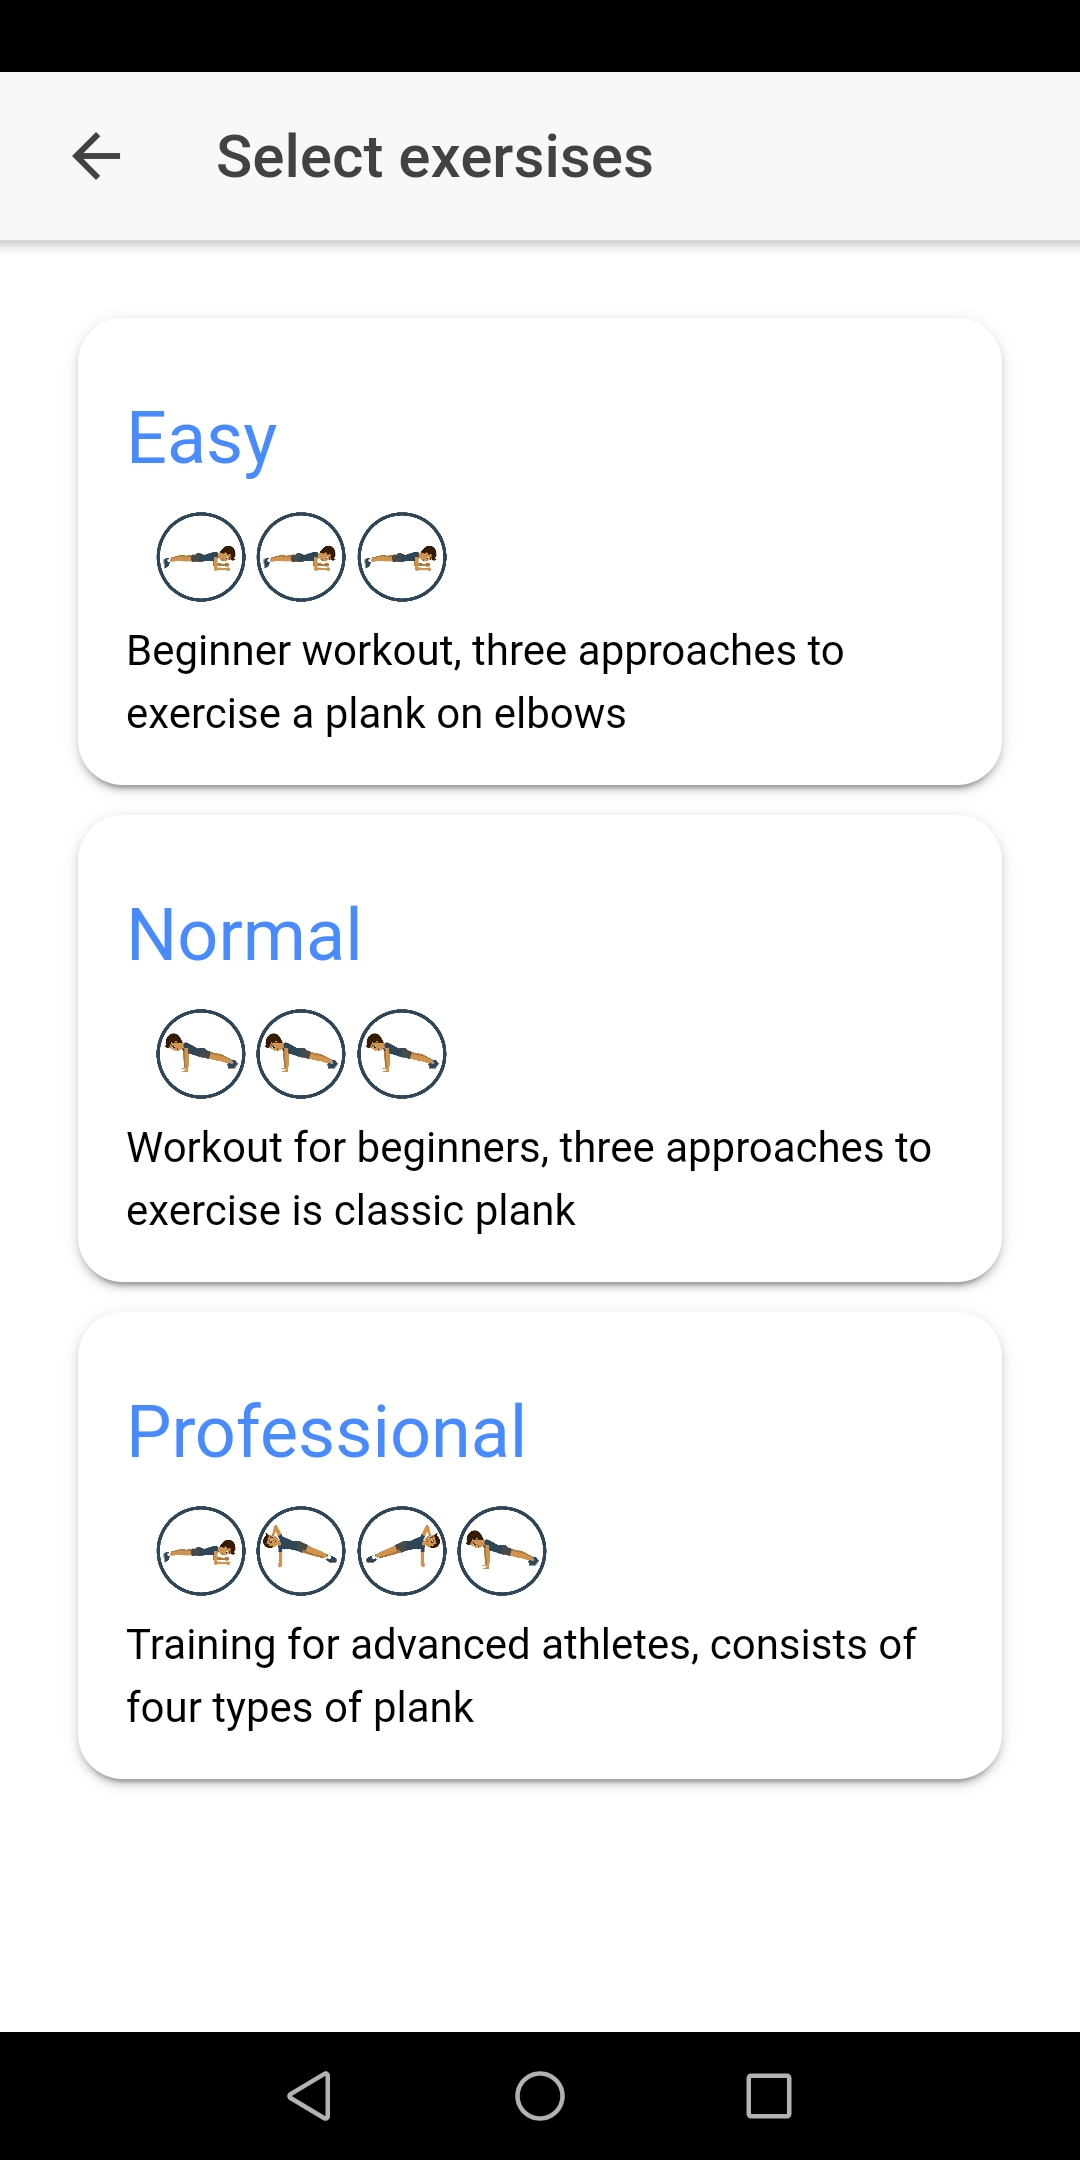 Select exersises
Easy
Beginner workout, three approaches to
exercise a plank on elbows
Normal
Workout for beginners, three approaches to
exercise is classic plank
Professional
Training for advanced athletes, consists of
four types of plank